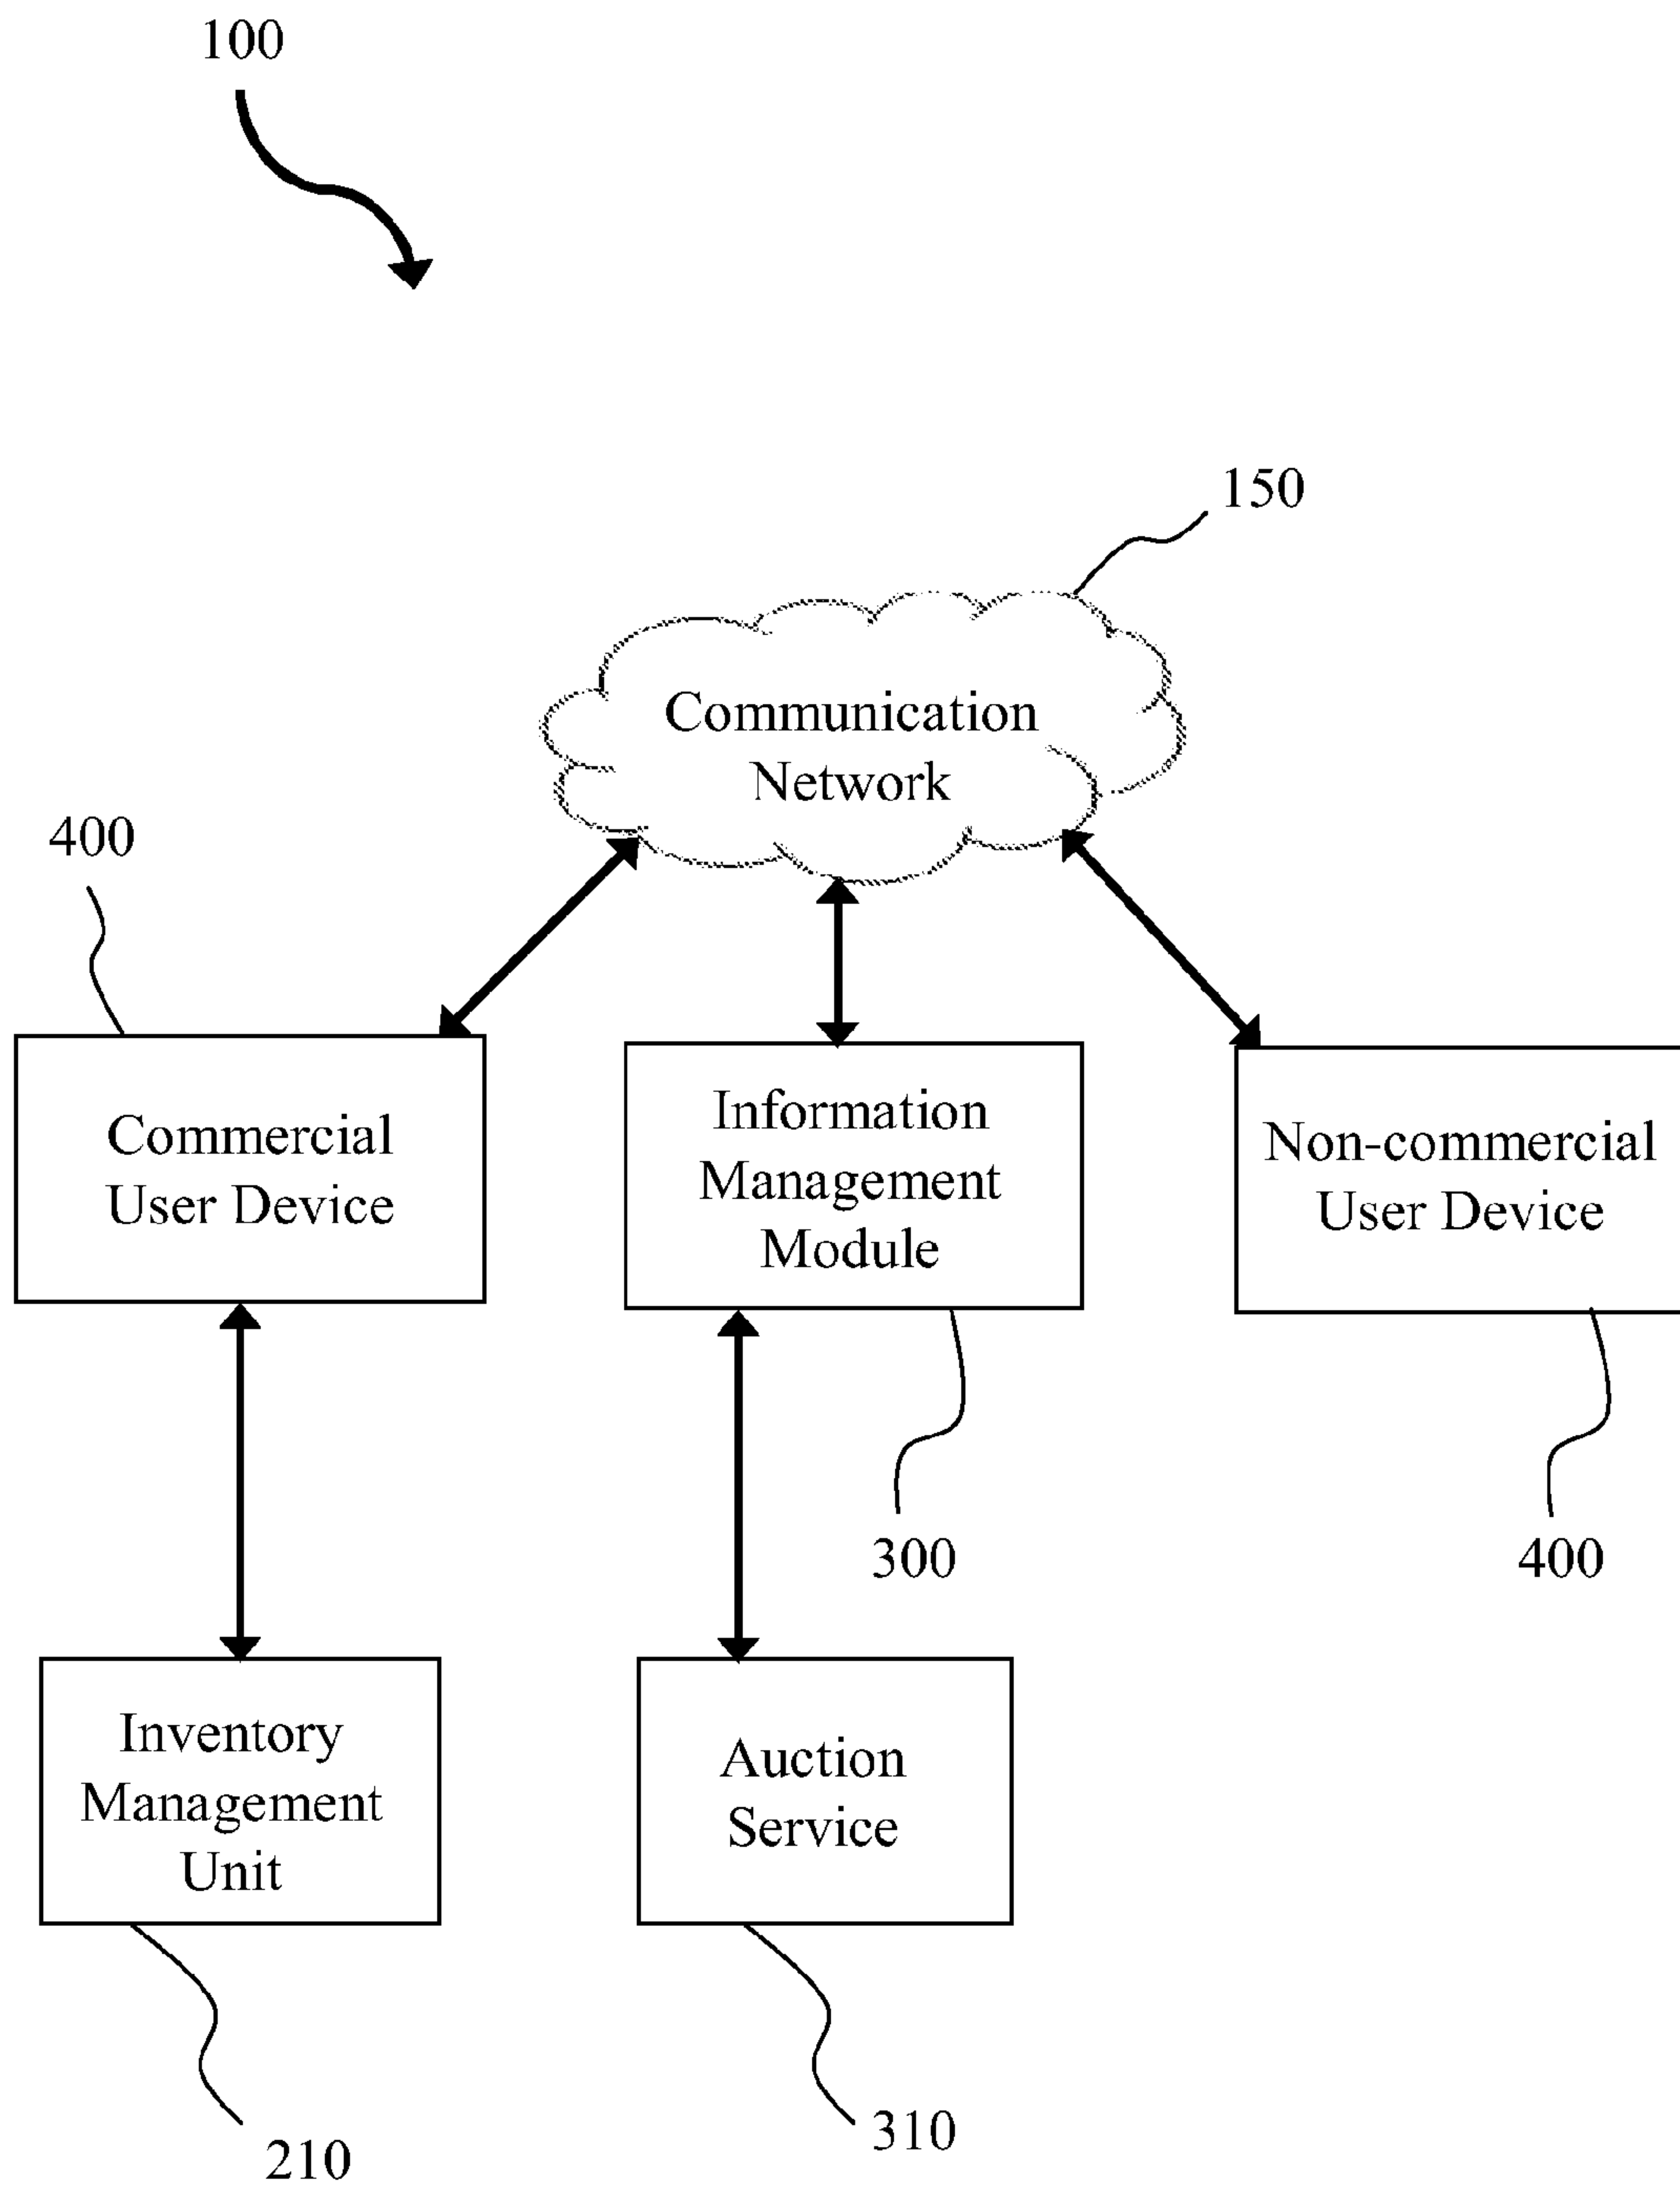 100
150
Communication
Network
400
Commercial
User Device
Information
Management
Module
Non-commercial
User Device
300
400
Inventory
Management
Unit
Auction
Service
210
310